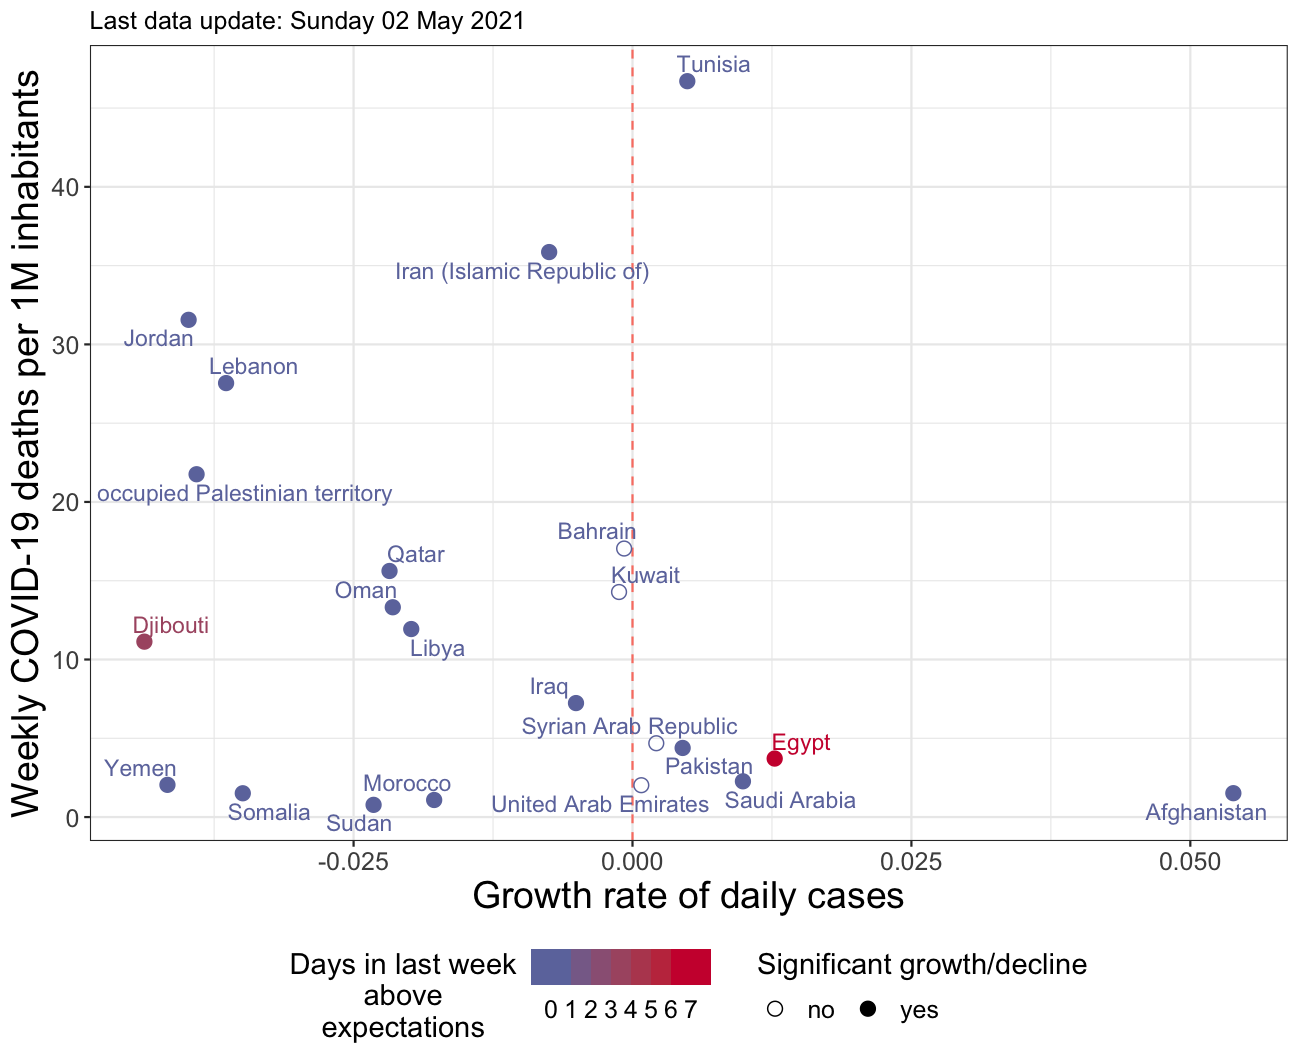 Last data update: Sunday 02 May 2021
Weekly COVID-19 deaths per 1M inhabitants
40
30
20
10
0
Tunisia
Iran (Islamic Republic of)
Jordan
Lebanon
occupied Palestinian territory
Bahrain
Qatar
Kuwait
Oman
Djibouti
Libya
Iraq
Syrian Arab Republic
Egypt
Yemen
Pakistan
Morocco
Somalia
United Arab Emirates
Saudi Arabia
Afghanistan
Sudan
-0.025
0.000
0.025
0.050
Growth rate of daily cases
Days in last week
above
expectations
0 1 2 3 4 5 6 7
Significant growth/decline
no
yes